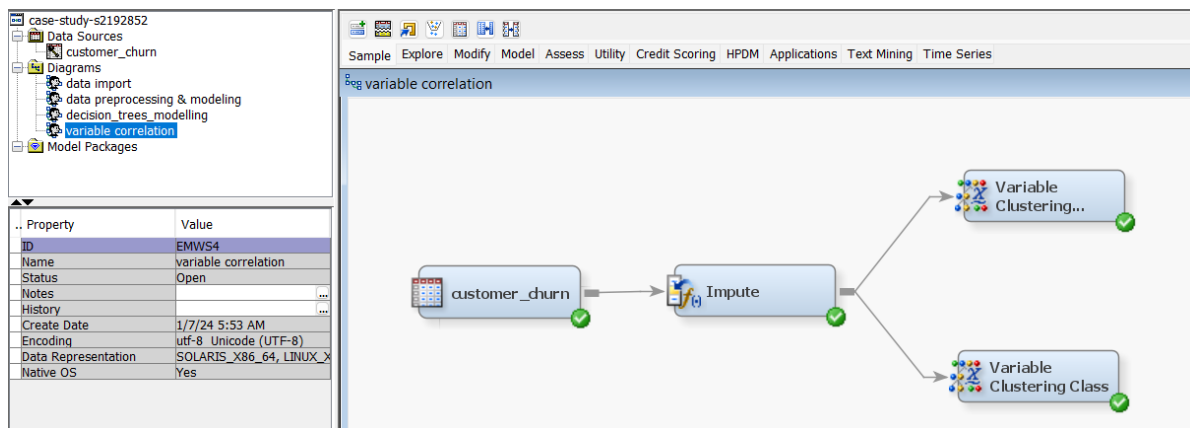 case-study-s2192852
Data Sources
customer_churn
Diagrams
data import
data preprocessing & modeling
decision_trees_modelling
variable correlation
Model Packages
.. Property Value
ID EMWS4
Name variable correlation
Status Open
Notes ...
History ...
Create Date 1/7/24 5:53 AM
Encoding utf-8 Unicode (UTF-8)
Data Representation SOLARIS_X86_64, LINUX_X
Native OS Yes
Sample Explore Modify Model Assess Utility Credit Scoring HPDM Applications Text Mining Time Series
variable correlation
customer_churn
Impute
Variable
Clustering...
Variable
Clustering Class